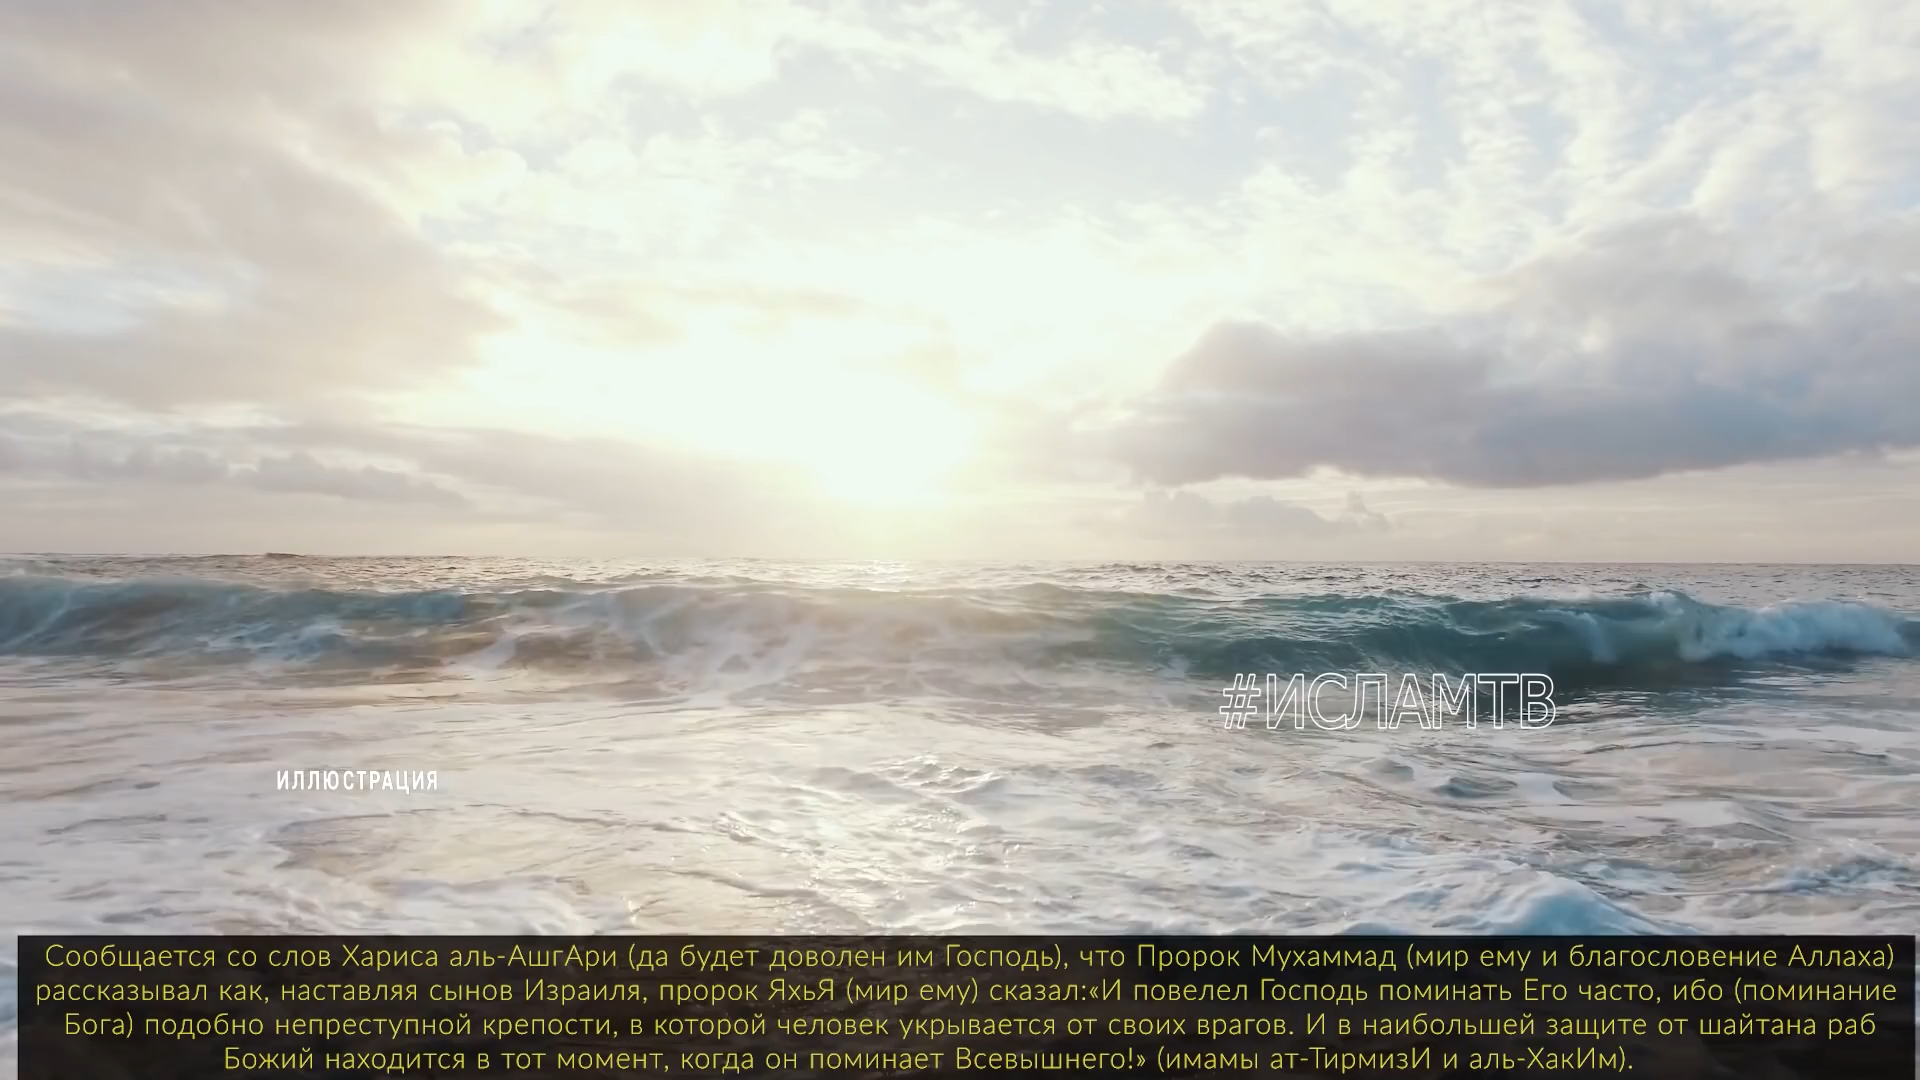 #ИСЛАМТВ
ИЛЛЮСТРАЦИЯ
Сообщается со слов Хариса аль-АшгАри (да будет доволен им Господь), что Пророк Мухаммад (мир ему и благословение Аллаха)
рассказывал как, наставляя сынов Израиля, пророк ЯхьЯ (мир ему) сказал:«И повелел Господь поминать Его часто, ибо (поминание
Бога) подобно непреступной крепости, в которой человек укрывается от своих врагов. И в наибольшей защите от шайтана раб
Божий находится в тот момент, когда он поминает Всевышнего!» (имамы ат-ТирмизИ и аль-ХакИм).